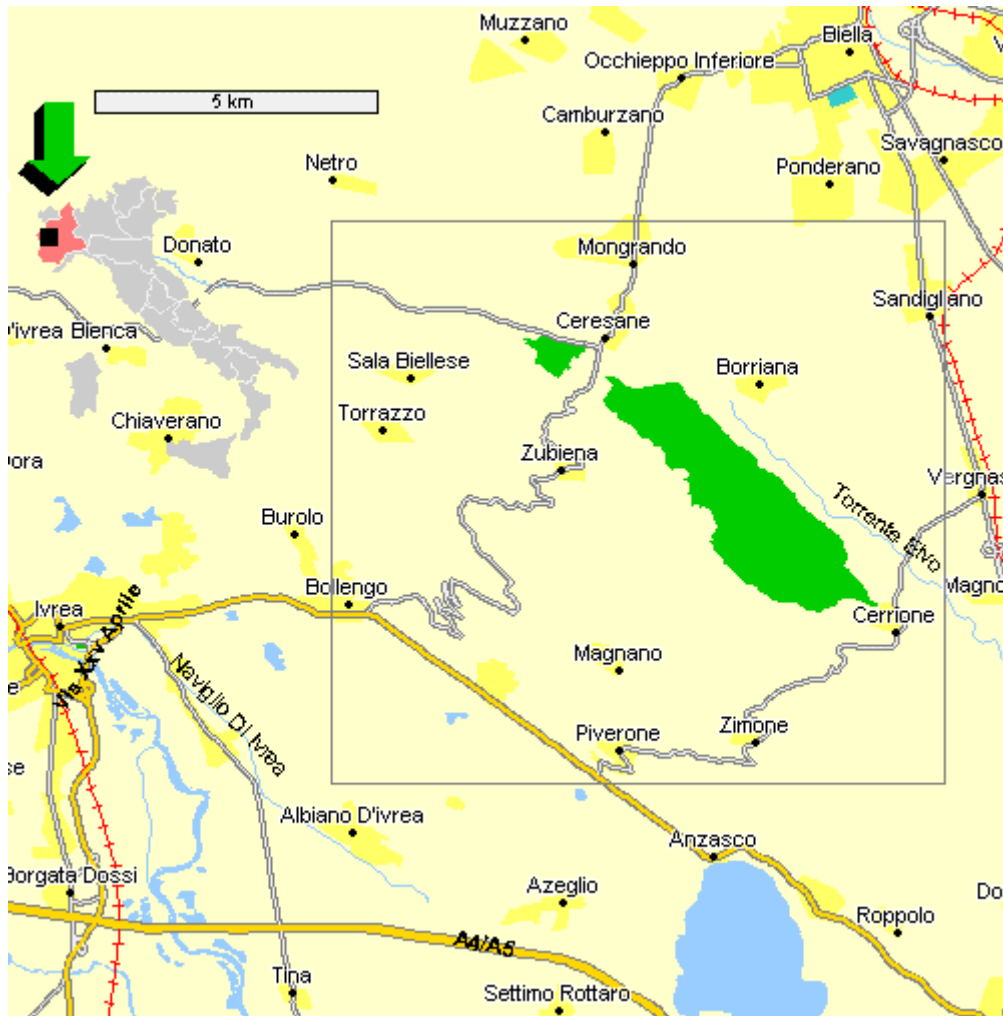 Muzzano
Biella
Occhieppo Inferiore
5 km
Camburzano
Savagnasco
Netro
Ponderano
Donato
Mongrando
Sandigliano
Ceresane
D'ivrea Bienca
Sala Biellese
Borriana
Torrazzo
Chiaverano
Zubiena
Dora
Vergnas
Torrente Elvo
Burolo
Bollengo
Magno
Ivrea
Cerrione
Via Xxv Aprile
Magnano
Naviglio Di Ivrea
Zimone
Piverone
se
Albiano D'ivrea
Anzasco
Borgata Dossi
Azeglio
Do
Roppolo
A4/A5
Tina
Settimo Rottaro